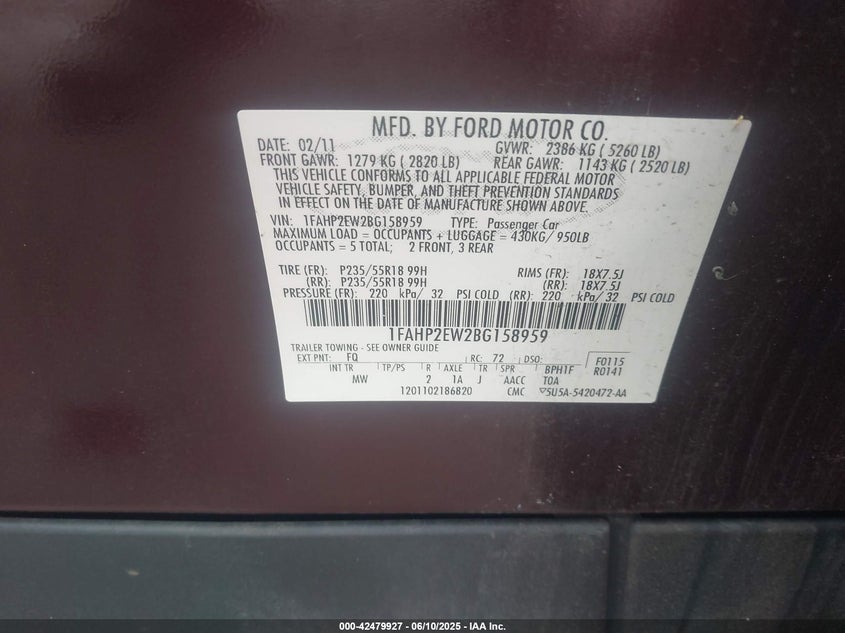 MFD. BY FORD MOTOR CO.
DATE: 02/11 GVWR: 2386 KG ( 5260 LB)
FRONT GAWR: 1279 KG ( 2820 LB) REAR GAWR: 1143 KG ( 2520 LB)
THIS VEHICLE CONFORMS TO ALL APPLICABLE FEDERAL MOTOR
VEHICLE SAFETY, BUMPER, AND THEFT PREVENTION STANDARDS
IN EFFECT ON THE DATE OF MANUFACTURE SHOWN ABOVE.
VIN: 1FAHP2EW2BG158959 TYPE: Passenger Car
MAXIMUM LOAD = OCCUPANTS + LUGGAGE = 430KG/ 950LB
OCCUPANTS = 5 TOTAL; 2 FRONT, 3 REAR
TIRE (FR): P235/55R18 99H RIMS (FR): 18X7.5J
(RR): P235/55R18 99H (RR): 18X7.5J
PRESSURE (FR): 220 kPa/ 32 PSI COLD (RR): 220 kPa/ 32 PSI COLD
1FAHP2EW2BG158959
TRAILER TOWING - SEE OWNER GUIDE
EXT PNT: FQ RC: 72 DSO: F0115
INT TR TP/PS R AXLE TR SPR BPH1F R0141
MW 2 1A J AACC TOA
1201102186820 CMC 5U5A-5420472-AA
000-42479927 - 06/10/2025 - IAA Inc.